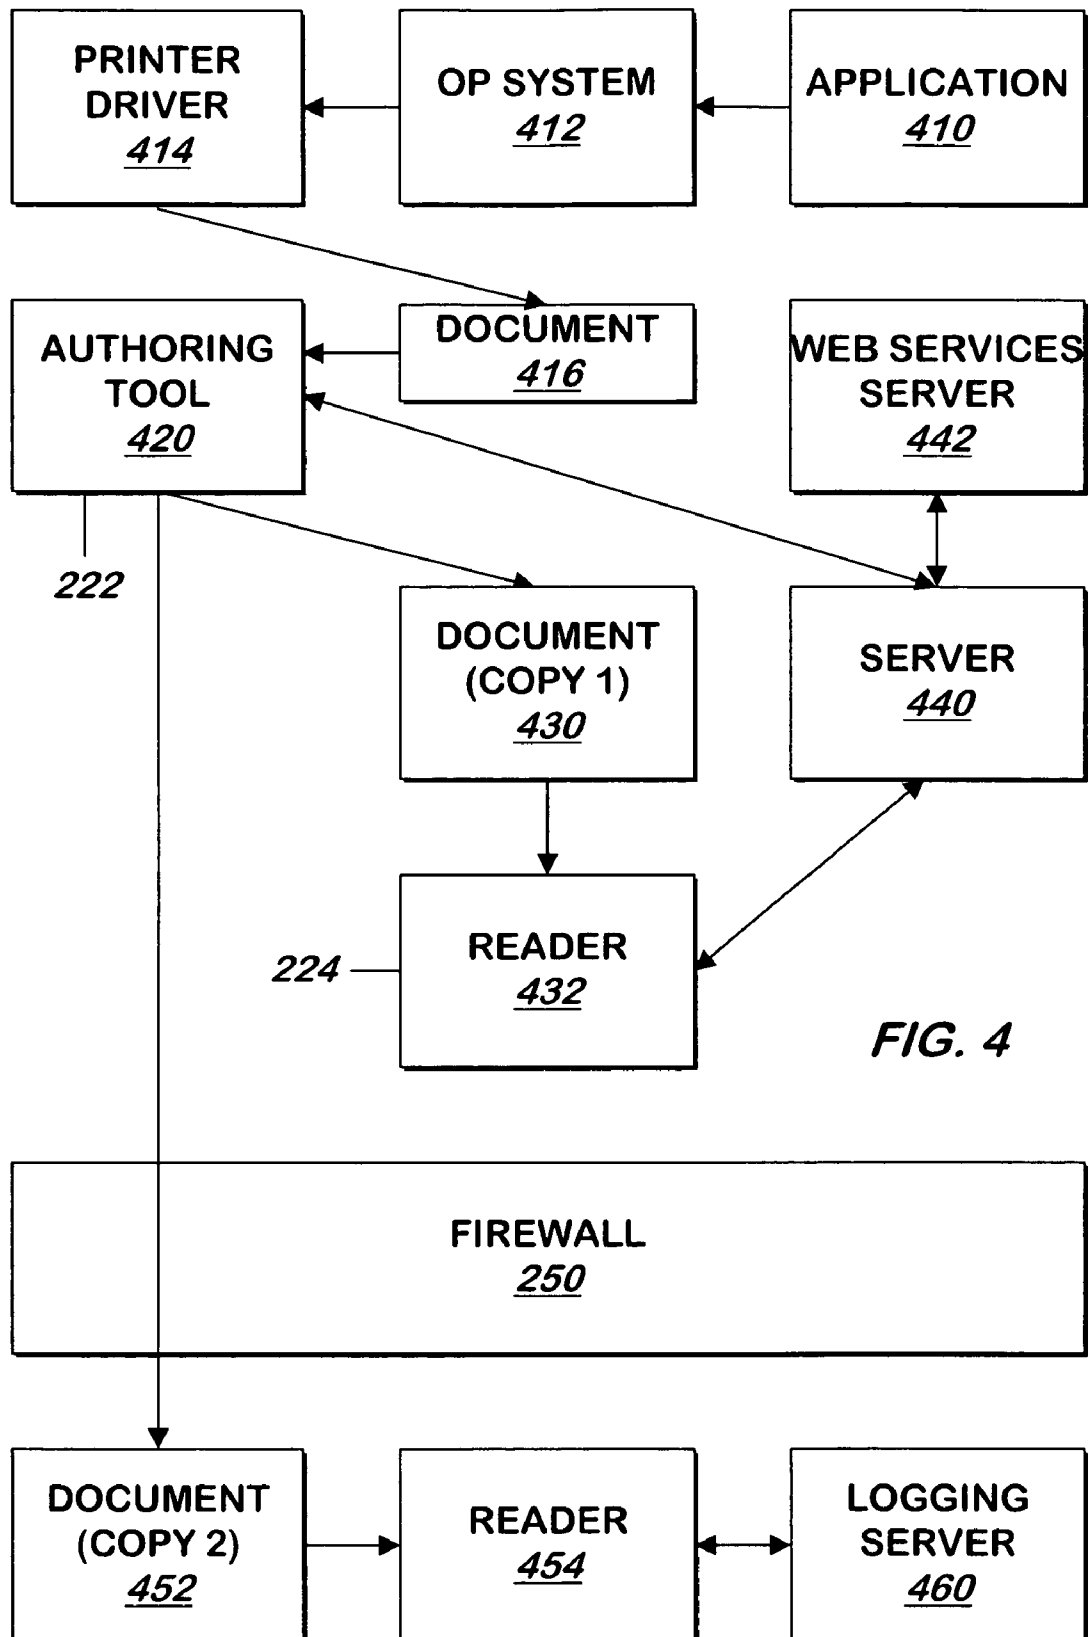 PRINTER
DRIVER
414
OP SYSTEM
412
APPLICATION
410
AUTHORING
TOOL
420
DOCUMENT
416
WEB SERVICES
SERVER
442
222
DOCUMENT
(COPY 1)
430
SERVER
440
READER
432
224
FIG. 4
FIREWALL
250
DOCUMENT
(COPY 2)
452
READER
454
LOGGING
SERVER
460